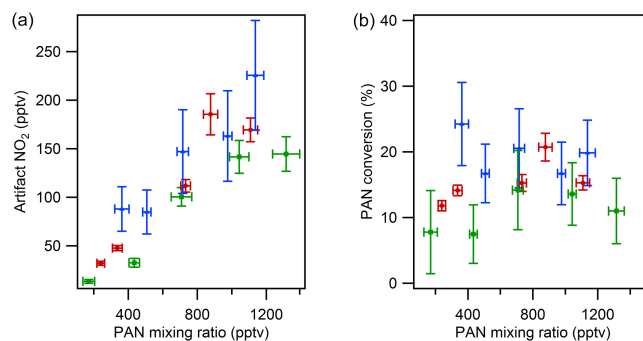 (a)
Artifact NO2 (pptv)
250
200
150
100
50
400
800
1200
PAN mixing ratio (pptv)
(b)
PAN conversion (%)
40
30
20
10
0
400
800
1200
PAN mixing ratio (pptv)